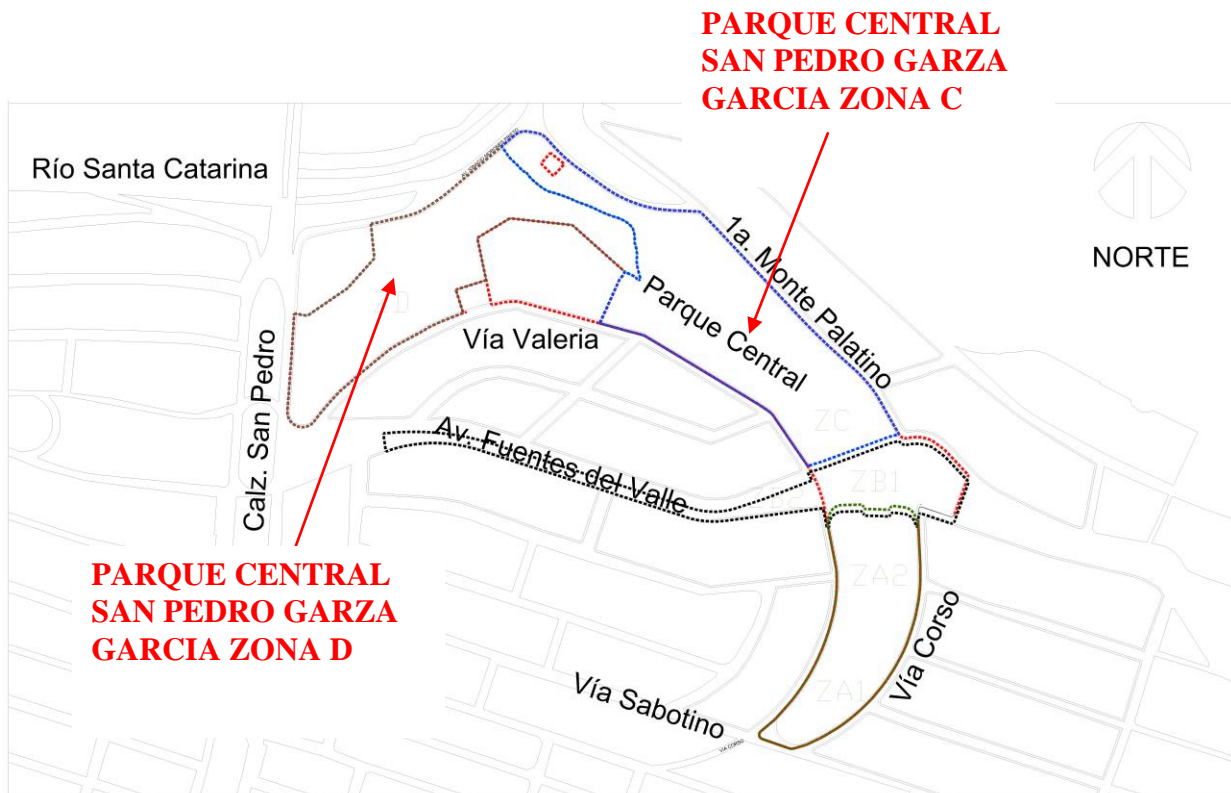 PARQUE CENTRAL
SAN PEDRO GARZA
GARCIA ZONA C
Río Santa Catarina
NORTE
1a. Monte Palatino
Parque Central
D
Vía Valeria
Calz. San Pedro
ZC
Av. Fuentes del Valle
ZB1
PARQUE CENTRAL
SAN PEDRO GARZA
GARCIA ZONA D
ZA2
Vía Corso
Vía Sabotino
ZA1
VÍA CORSO